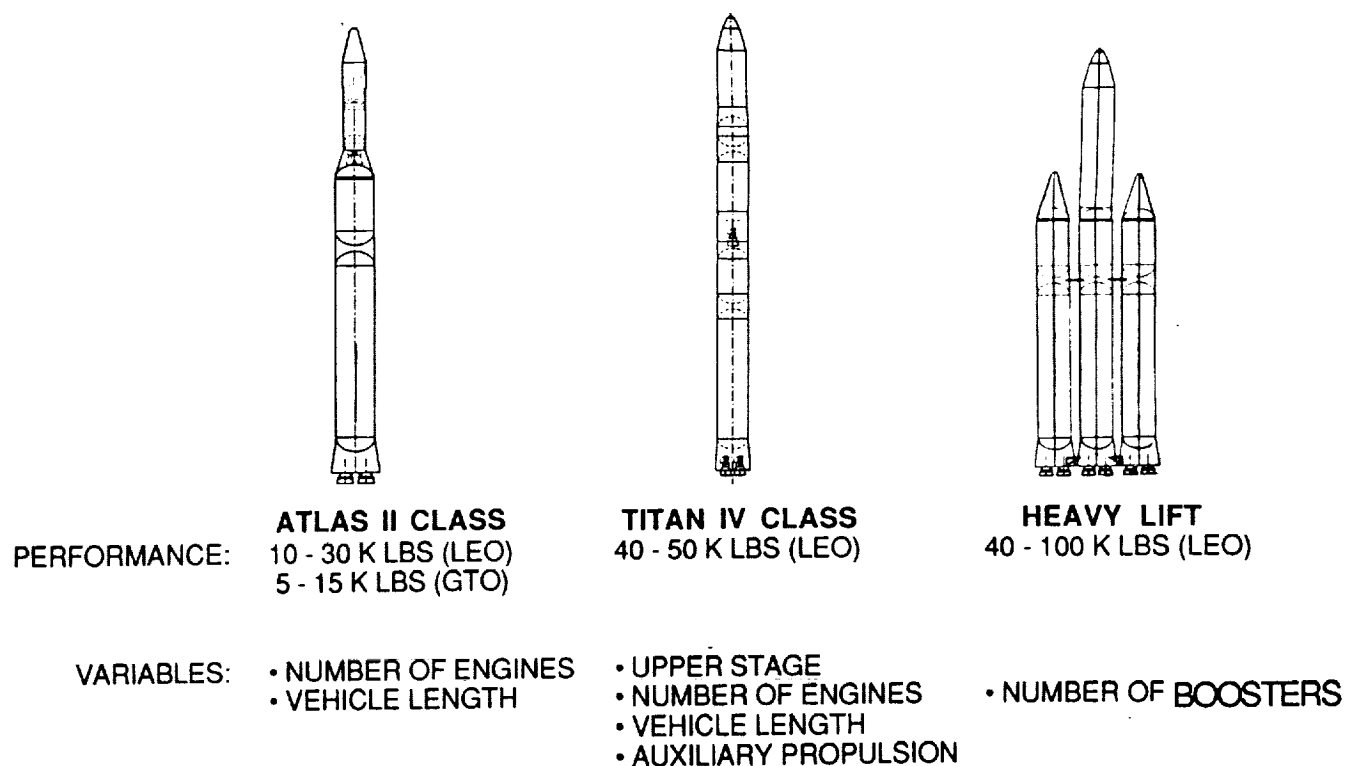 ATLAS II CLASS
TITAN IV CLASS
HEAVY LIFT
PERFORMANCE:
10 - 30 K LBS (LEO)
5 - 15 K LBS (GTO)
40 - 50 K LBS (LEO)
40 - 100 K LBS (LEO)
VARIABLES:
• NUMBER OF ENGINES
• VEHICLE LENGTH
• UPPER STAGE
• NUMBER OF ENGINES
• VEHICLE LENGTH
• AUXILIARY PROPULSION
• NUMBER OF BOOSTERS